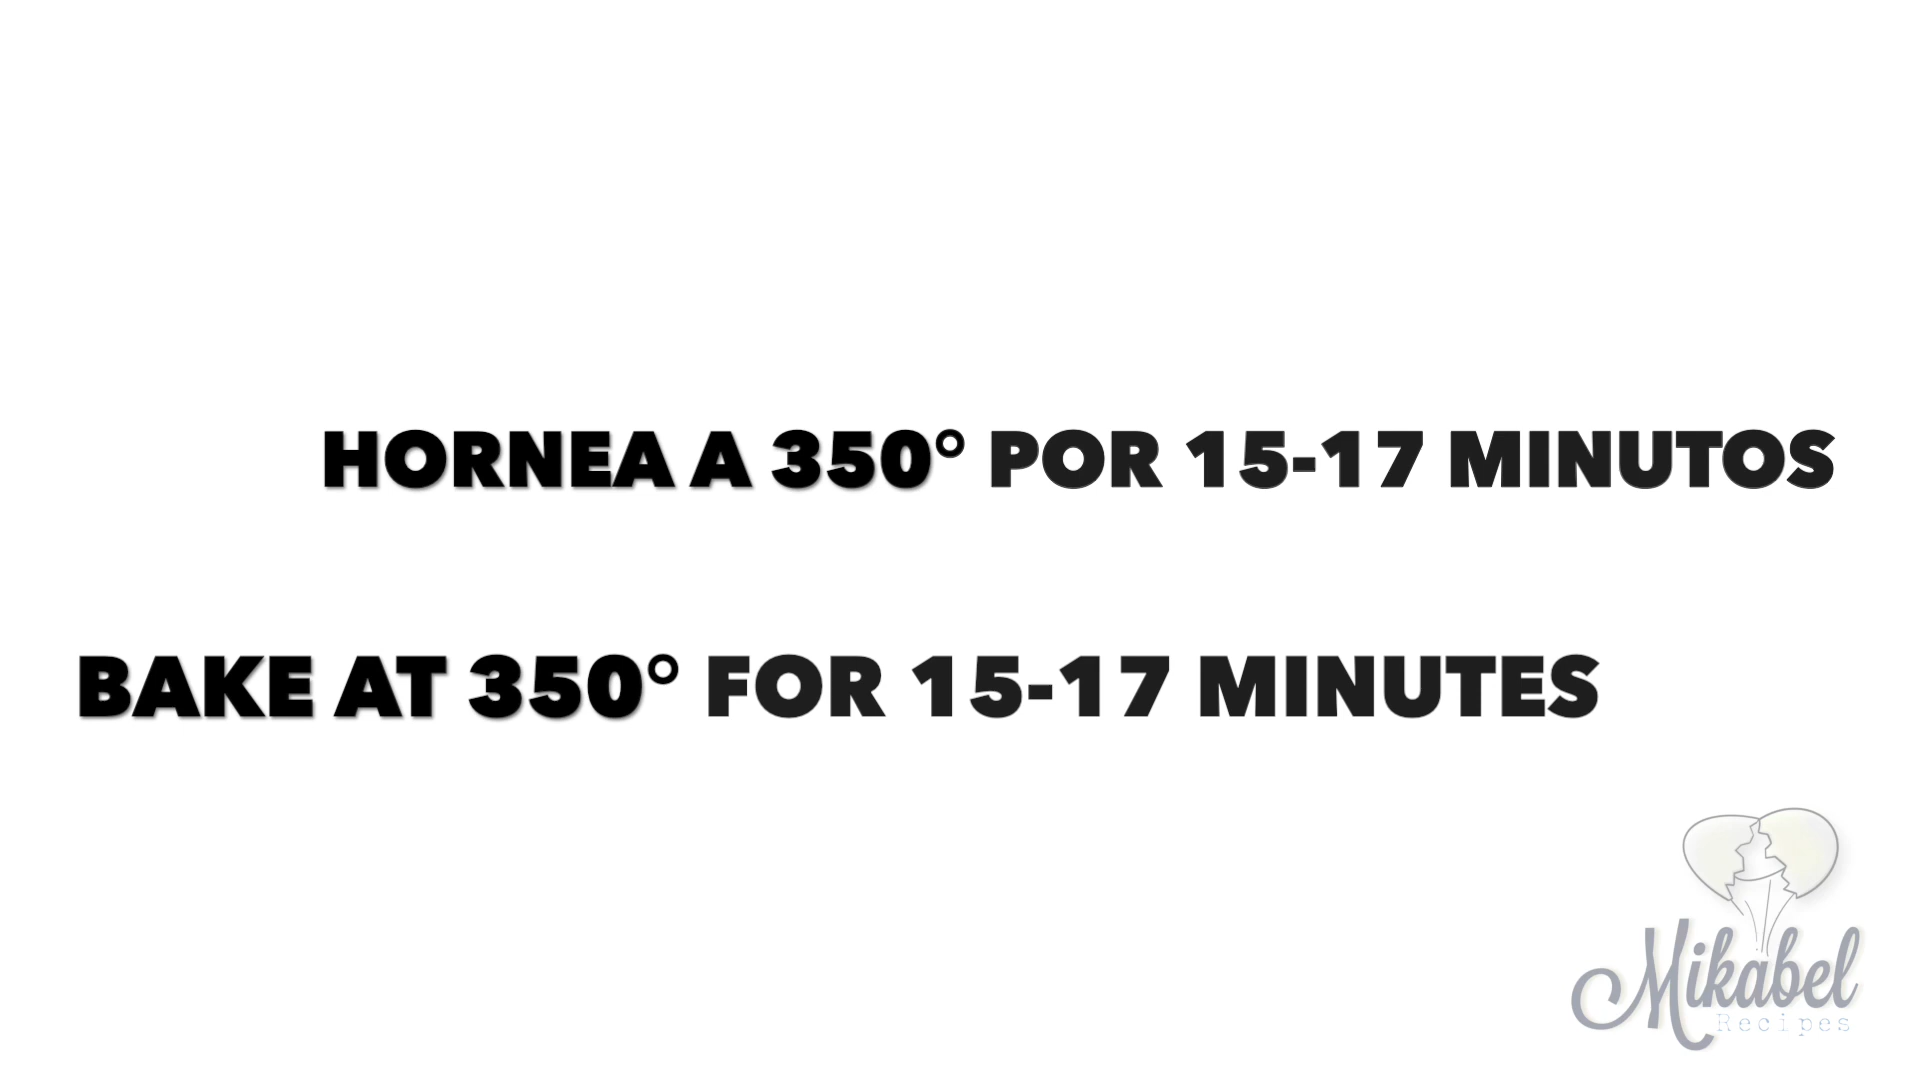 HORNEA A 350° POR 15-17 MINUTOS
BAKE AT 350° FOR 15-17 MINUTES
Mikabel
Recipes